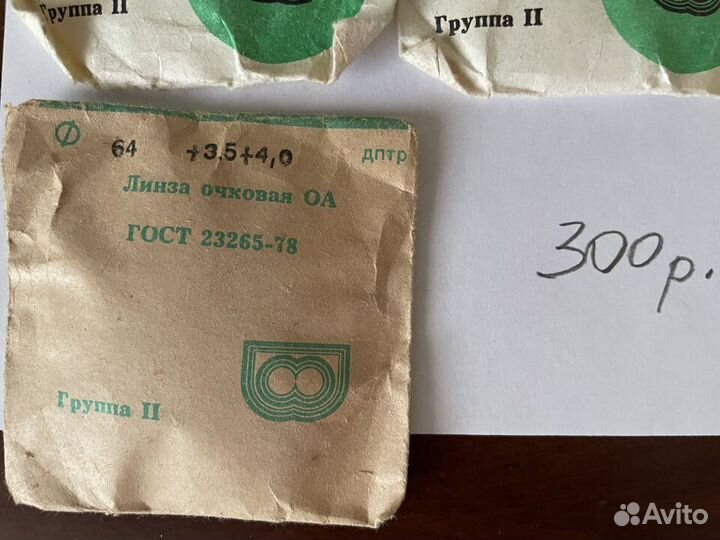 Группа II
Группа II
∅ 64 +3.5+4,0 дптр
Линза очковая ОА
ГОСТ 23265-78
Группа II
300 р.
Avito